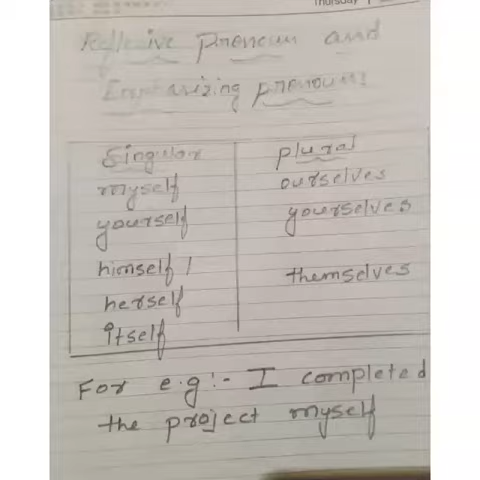 Thursday
Reflexive pronoun and
Emphasizing pronouns
Singular plural
myself ourselves
yourself yourselves
himself / themselves
herself
itself
For e.g:- I completed
the project myself